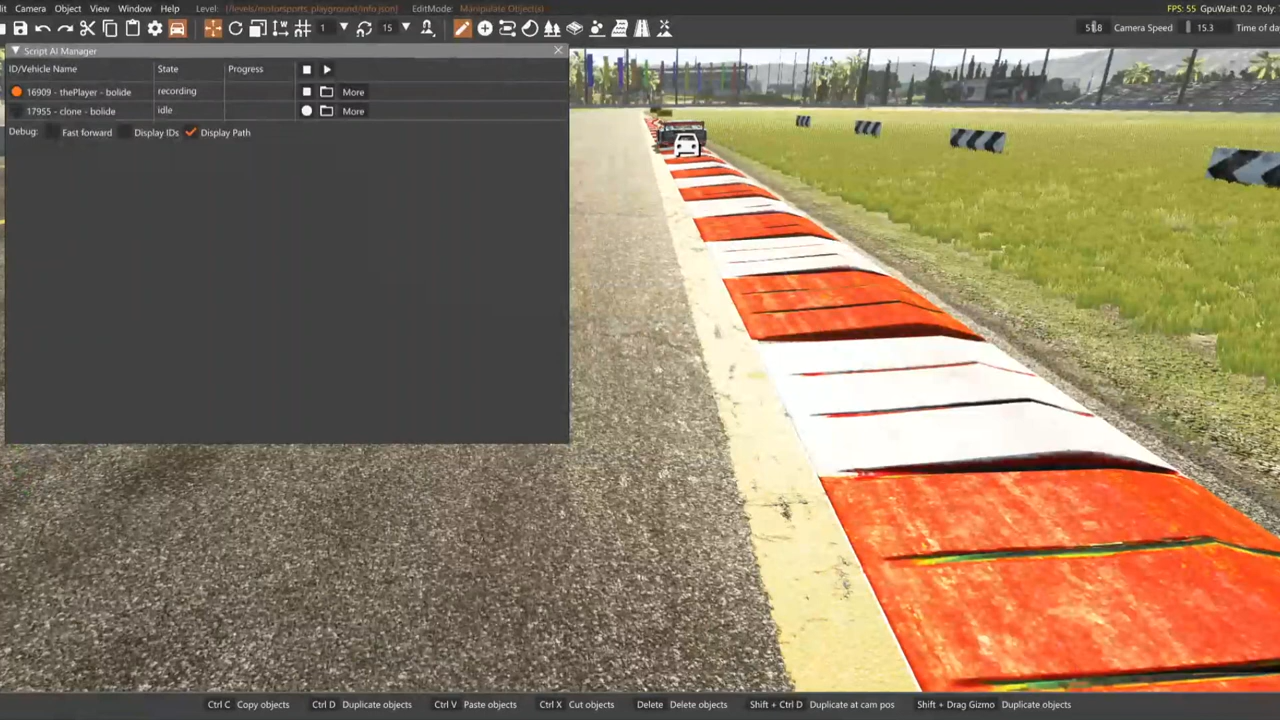 it Camera Object View Window Help Level: (/levels/motorsports_playground/info.json) EditMode: Manipulate Object(s) FPS: 55 GpuWait: 0.2 Poly
1 15 Camera Speed 15.3 Time of da
Script AI Manager
ID/Vehicle Name State Progress
16909 - thePlayer - bolide recording More
17955 - clone - bolide idle More
Debug: Fast forward Display IDs Display Path
Ctrl C Copy objects Ctrl D Duplicate objects Ctrl V Paste objects Ctrl X Cut objects Delete Delete objects Shift + Ctrl D Duplicate at cam pos Shift + Drag Gizmo Duplicate objects